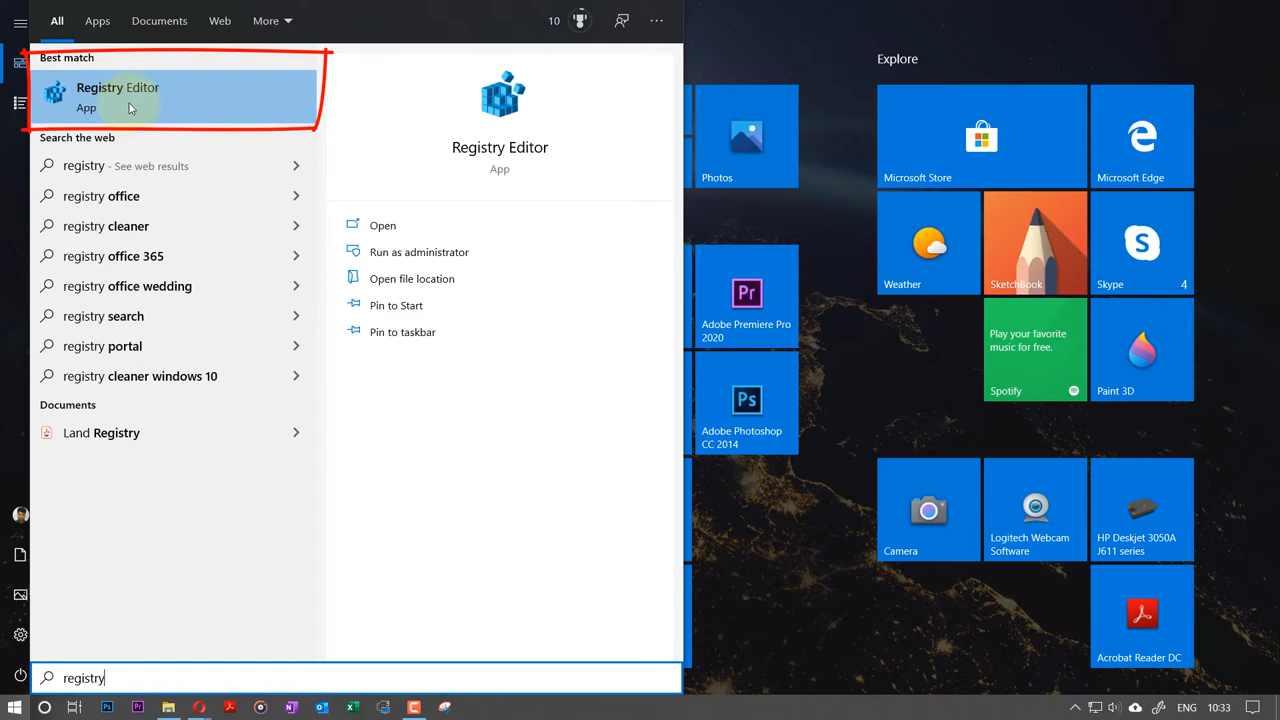 All
Apps
Documents
Web
More
10
Best match
Registry Editor
App
Search the web
registry - See web results
registry office
registry cleaner
registry office 365
registry office wedding
registry search
registry portal
registry cleaner windows 10
Documents
Land Registry
registry
Registry Editor
App
Open
Run as administrator
Open file location
Pin to Start
Pin to taskbar
Photos
Pr
Adobe Premiere Pro
2020
Ps
Adobe Photoshop
CC 2014
Explore
Microsoft Store
Microsoft Edge
Weather
SketchBook
Skype
4
Play your favorite
music for free.
Spotify
Paint 3D
Camera
Logitech Webcam
Software
HP Deskjet 3050A
J611 series
Acrobat Reader DC
Ps
Pr
ENG
10:33